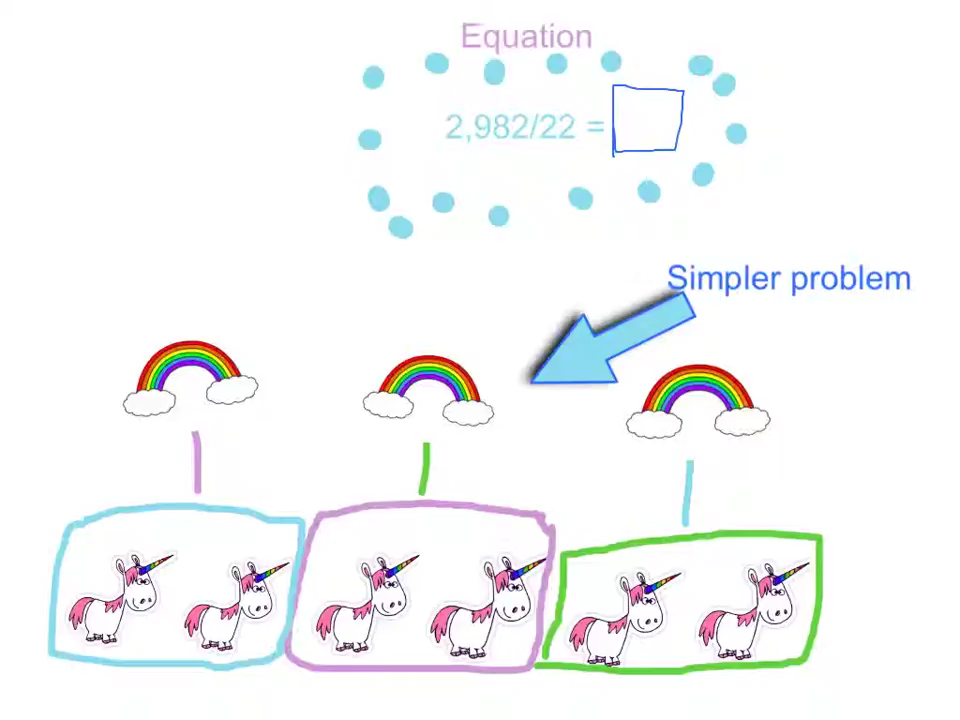 Equation
2,982/22 =
Simpler problem